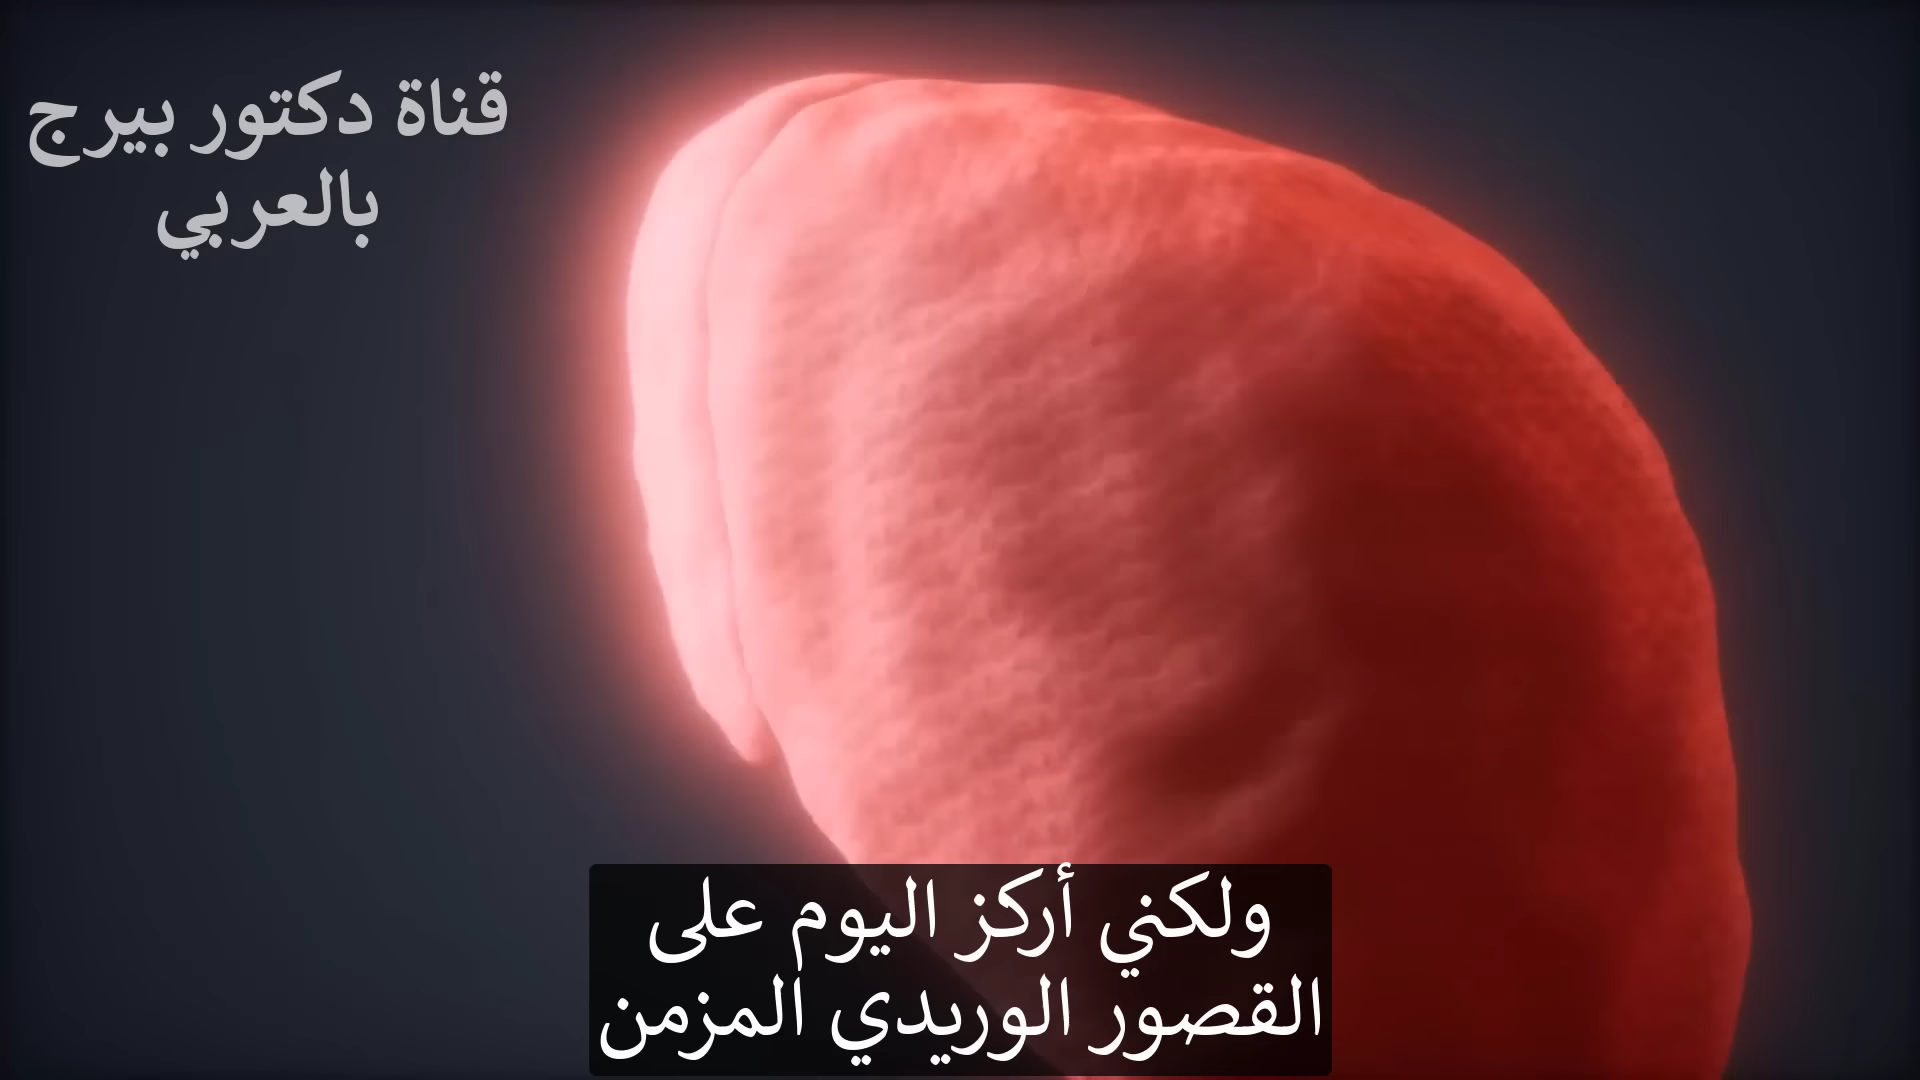 قناة دكتور بيرج
بالعربي
ولكني أركز اليوم على
القصور الوريدي المزمن